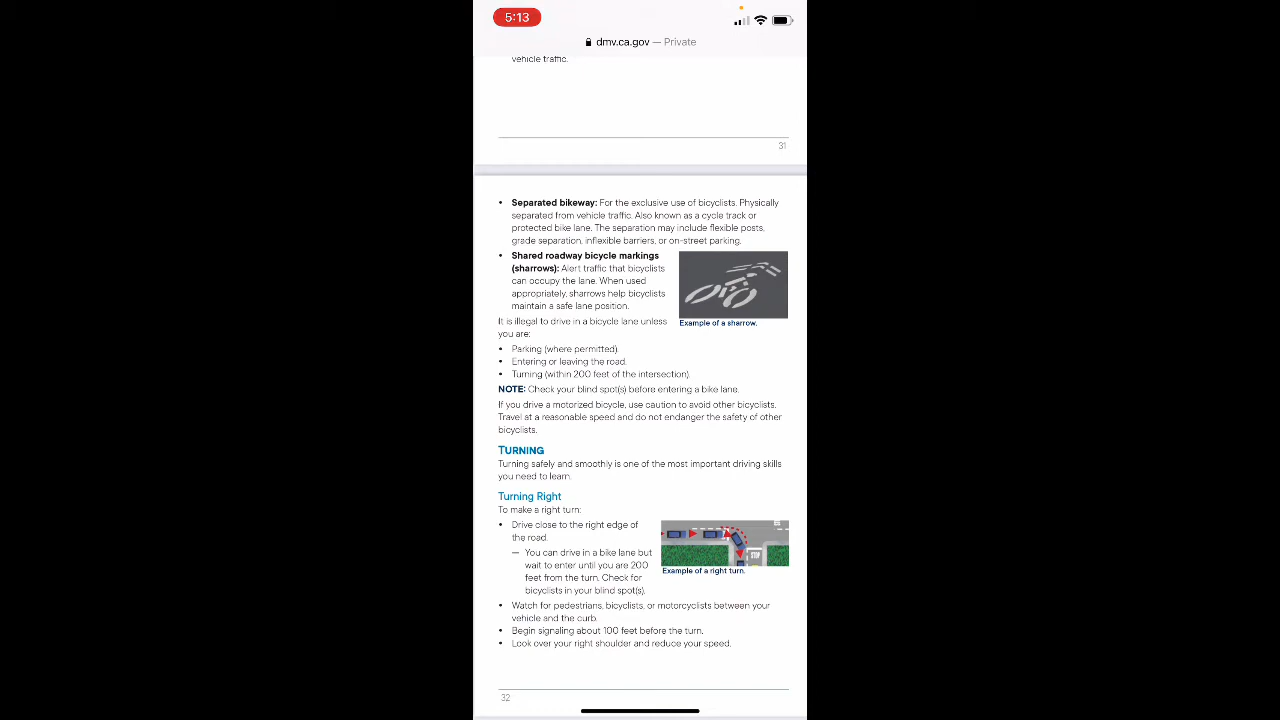 5:13
dmv.ca.gov — Private
vehicle traffic.
31
• Separated bikeway: For the exclusive use of bicyclists. Physically
separated from vehicle traffic. Also known as a cycle track or
protected bike lane. The separation may include flexible posts,
grade separation, inflexible barriers, or on-street parking.
• Shared roadway bicycle markings
(sharrows): Alert traffic that bicyclists
can occupy the lane. When used
appropriately, sharrows help bicyclists
maintain a safe lane position.
Example of a sharrow.
It is illegal to drive in a bicycle lane unless
you are:
• Parking (where permitted).
• Entering or leaving the road.
• Turning (within 200 feet of the intersection).
NOTE: Check your blind spot(s) before entering a bike lane.
If you drive a motorized bicycle, use caution to avoid other bicyclists.
Travel at a reasonable speed and do not endanger the safety of other
bicyclists.
TURNING
Turning safely and smoothly is one of the most important driving skills
you need to learn.
Turning Right
To make a right turn:
• Drive close to the right edge of
the road.
— You can drive in a bike lane but
wait to enter until you are 200
feet from the turn. Check for
bicyclists in your blind spot(s).
STOP
Example of a right turn.
• Watch for pedestrians, bicyclists, or motorcyclists between your
vehicle and the curb.
• Begin signaling about 100 feet before the turn.
• Look over your right shoulder and reduce your speed.
32